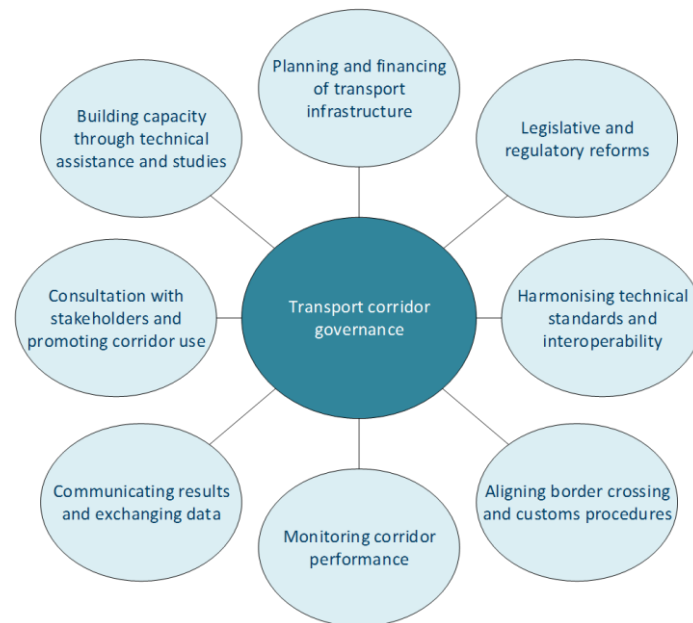 Planning and financing
of transport
infrastructure
Building capacity
through technical
assistance and studies
Legislative and
regulatory reforms
Consultation with
stakeholders and
promoting corridor use
Transport corridor
governance
Harmonising technical
standards and
interoperability
Communicating results
and exchanging data
Monitoring corridor
performance
Aligning border crossing
and customs procedures